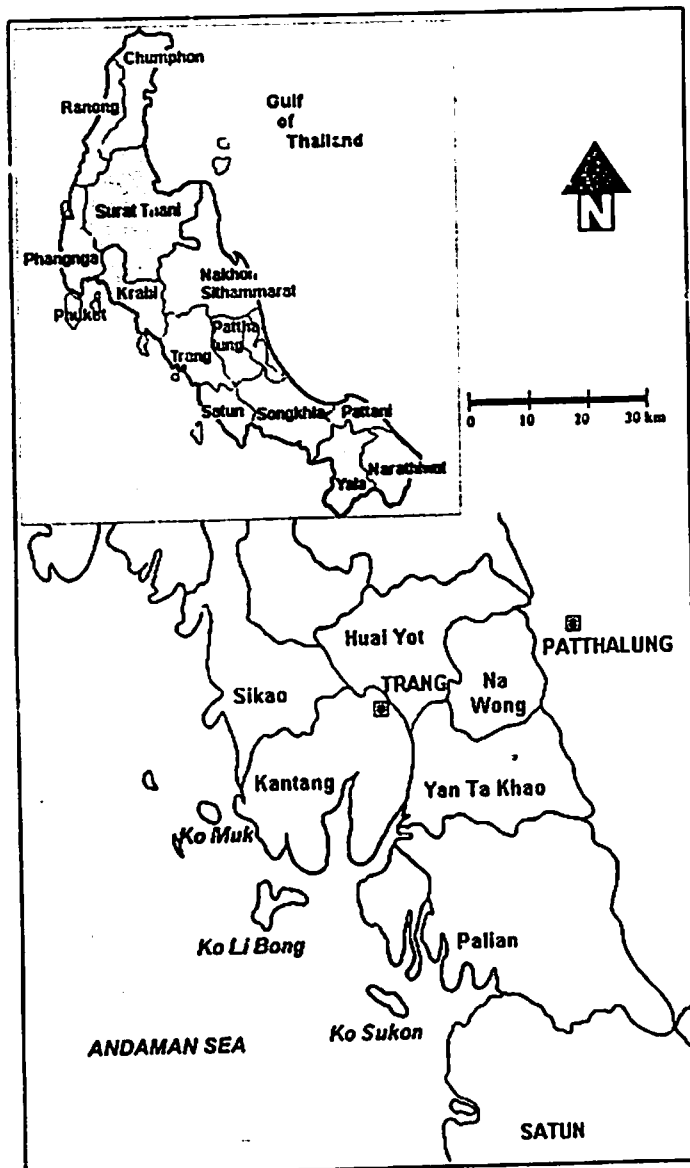 Chumphon
Ranong
Gulf
of
Thailand
N
Surat Thani
Phangnga
Nakhon
Sithammarat
Krabi
Phuket
Pattha
lung
Trang
0 10 20 30 km
Satun
Songkhla
Pattani
Narathiwat
Yala
Huai Yot
PATTHALUNG
TRANG
Na
Wong
Sikao
Kantang
Yan Ta Khao
Ko Muk
Ko Li Bong
Palian
Ko Sukon
ANDAMAN SEA
SATUN